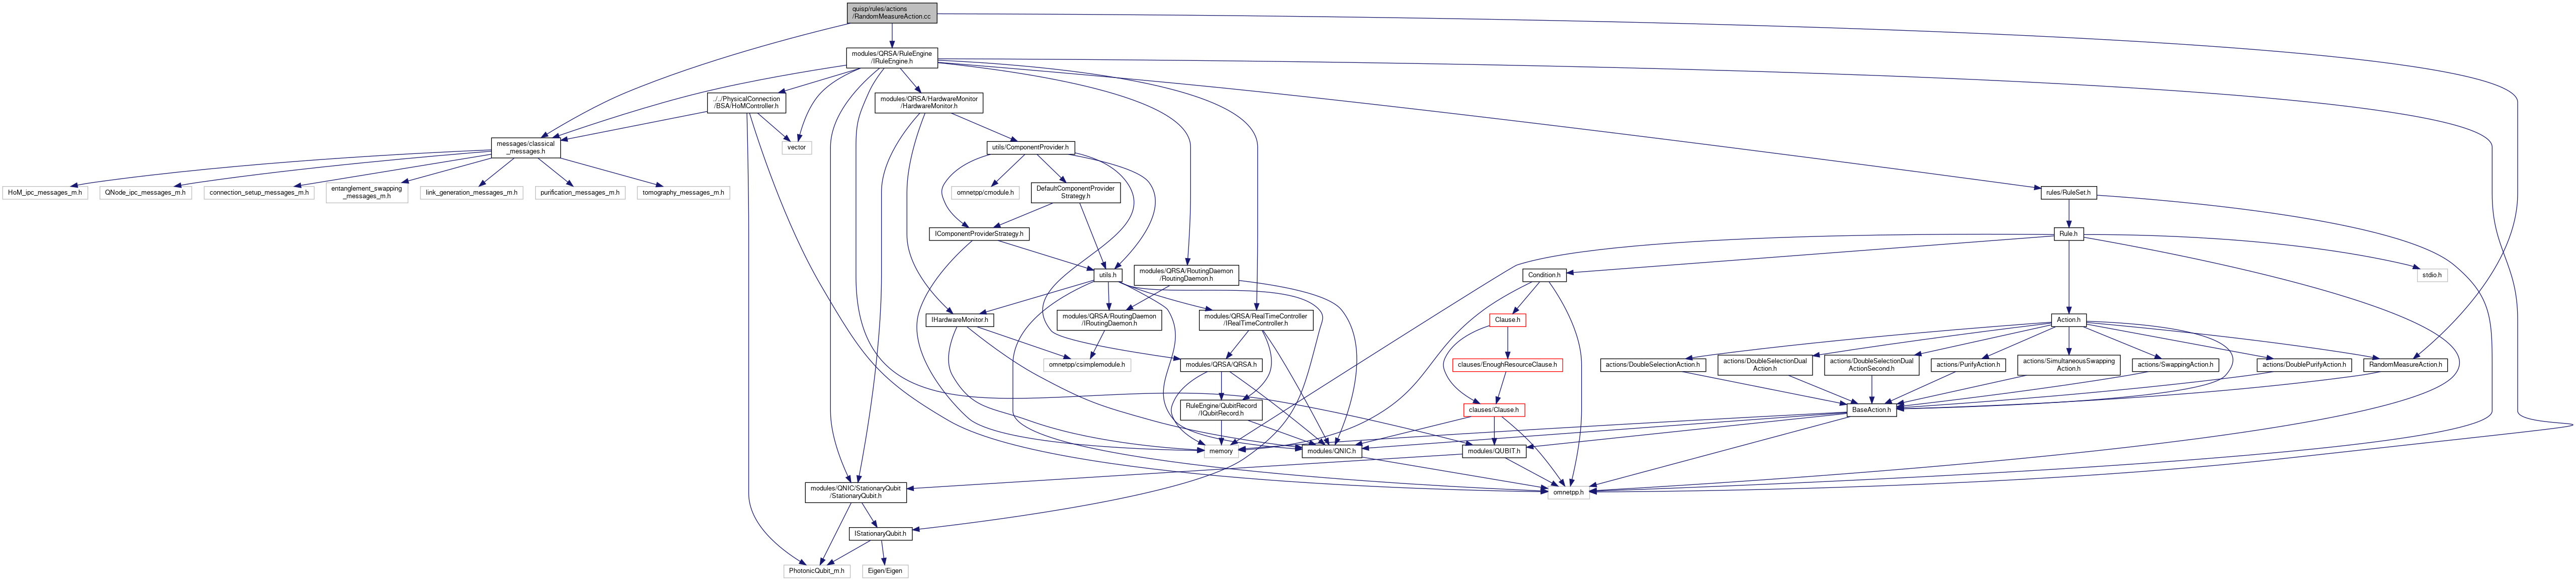 quisp/rules/actions
/RandomMeasureAction.cc
modules/QRSA/RuleEngine
/IRuleEngine.h
../../PhysicalConnection
/BSA/HoMController.h
modules/QRSA/HardwareMonitor
/HardwareMonitor.h
messages/classical
_messages.h
vector
utils/ComponentProvider.h
HoM_ipc_messages_m.h
QNode_ipc_messages_m.h
connection_setup_messages_m.h
entanglement_swapping
_messages_m.h
link_generation_messages_m.h
purification_messages_m.h
tomography_messages_m.h
omnetpp/cmodule.h
DefaultComponentProvider
Strategy.h
rules/RuleSet.h
IComponentProviderStrategy.h
Rule.h
utils.h
modules/QRSA/RoutingDaemon
/RoutingDaemon.h
Condition.h
stdio.h
IHardwareMonitor.h
modules/QRSA/RoutingDaemon
/IRoutingDaemon.h
modules/QRSA/RealTimeController
/IRealTimeController.h
Clause.h
Action.h
omnetpp/csimplemodule.h
modules/QRSA/QRSA.h
clauses/EnoughResourceClause.h
actions/DoubleSelectionAction.h
actions/DoubleSelectionDual
Action.h
actions/DoubleSelectionDual
ActionSecond.h
actions/PurifyAction.h
actions/SimultaneousSwapping
Action.h
actions/SwappingAction.h
actions/DoublePurifyAction.h
RandomMeasureAction.h
RuleEngine/QubitRecord
/IQubitRecord.h
clauses/Clause.h
BaseAction.h
memory
modules/QNIC.h
modules/QUBIT.h
modules/QNIC/StationaryQubit
/StationaryQubit.h
omnetpp.h
IStationaryQubit.h
PhotonicQubit_m.h
Eigen/Eigen